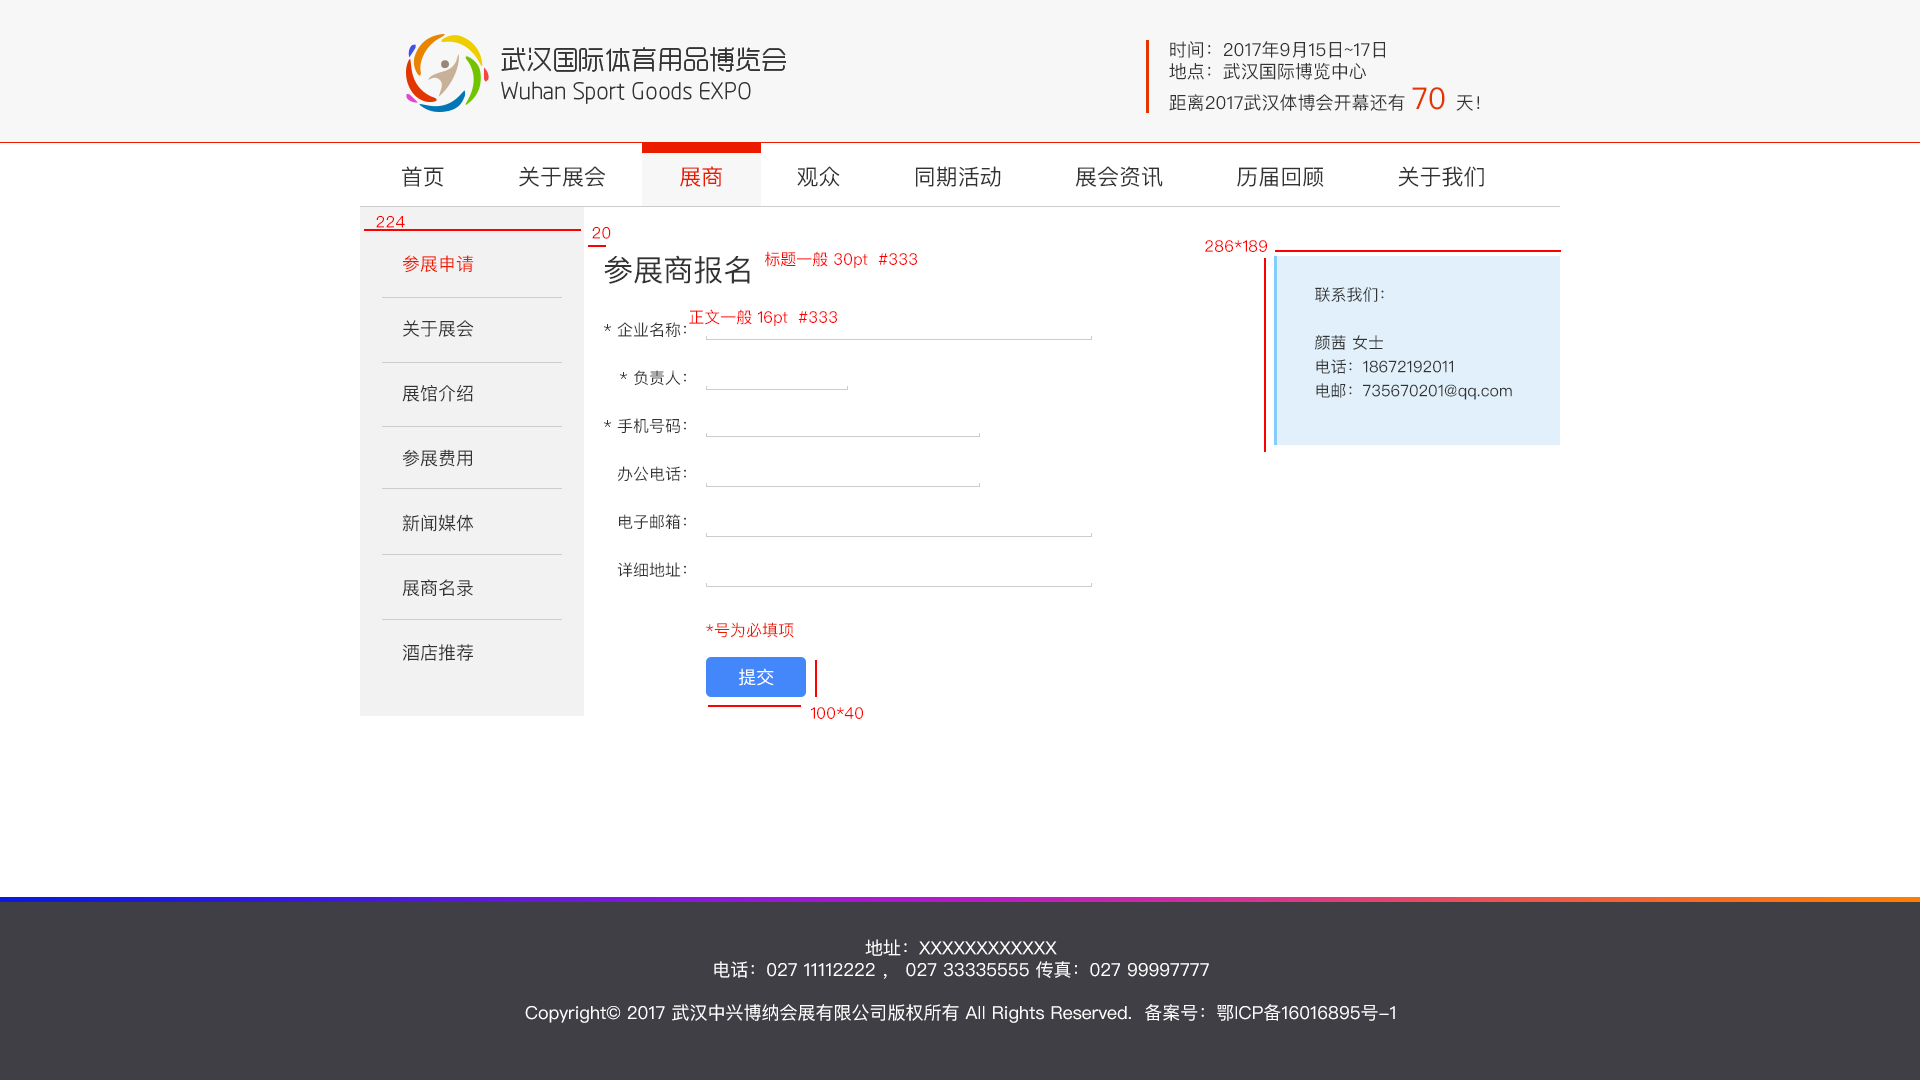 武汉国际体育用品博览会
Wuhan Sport Goods EXPO
时间：2017年9月15日~17日
地点：武汉国际博览中心
距离2017武汉体博会开幕还有 70 天！
首页 关于展会 展商 观众 同期活动 展会资讯 历届回顾 关于我们
224
参展申请
关于展会
展馆介绍
参展费用
新闻媒体
展商名录
酒店推荐
20
参展商报名
标题一般 30pt #333
正文一般 16pt #333
* 企业名称：
* 负责人：
* 手机号码：
办公电话：
电子邮箱：
详细地址：
*号为必填项
提交
100*40
286*189
联系我们：
颜茜 女士
电话：18672192011
电邮：735670201@qq.com
地址：XXXXXXXXXXXX
电话：027 11112222 ， 027 33335555 传真：027 99997777
Copyright© 2017 武汉中兴博纳会展有限公司版权所有 All Rights Reserved. 备案号：鄂ICP备16016895号-1